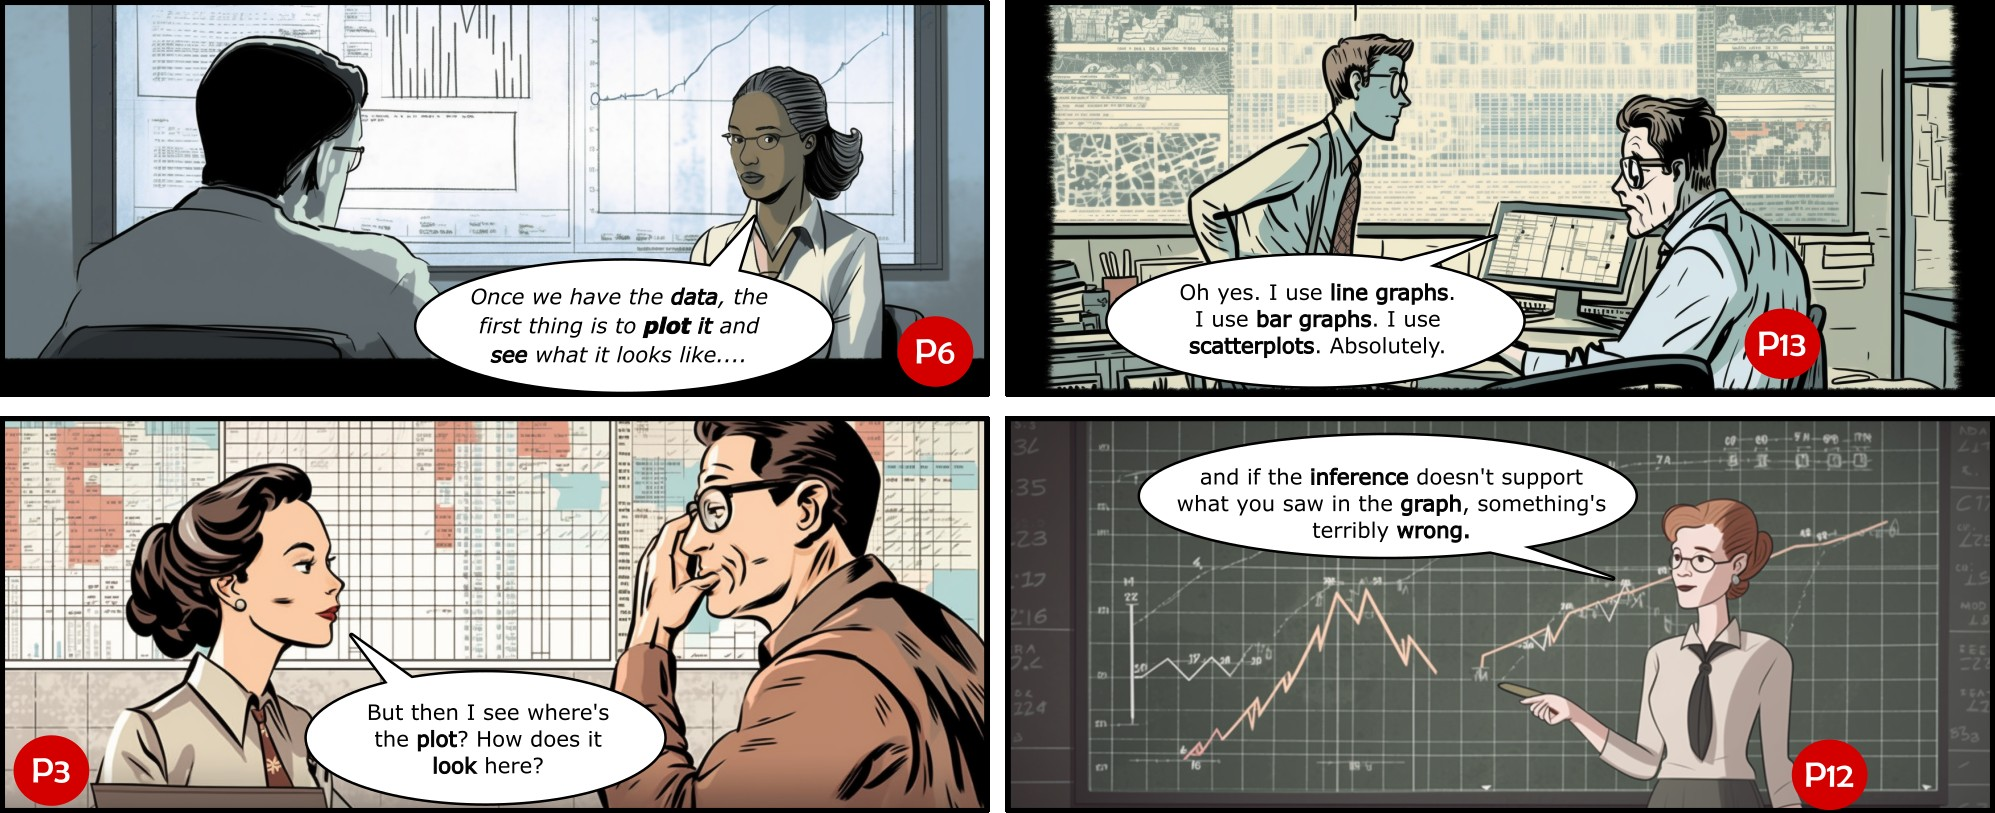 Once we have the data, the
first thing is to plot it and
see what it looks like....
P6
Oh yes. I use line graphs.
I use bar graphs. I use
scatterplots. Absolutely.
P13
But then I see where's
the plot? How does it
look here?
P3
and if the inference doesn't support
what you saw in the graph, something's
terribly wrong.
P12